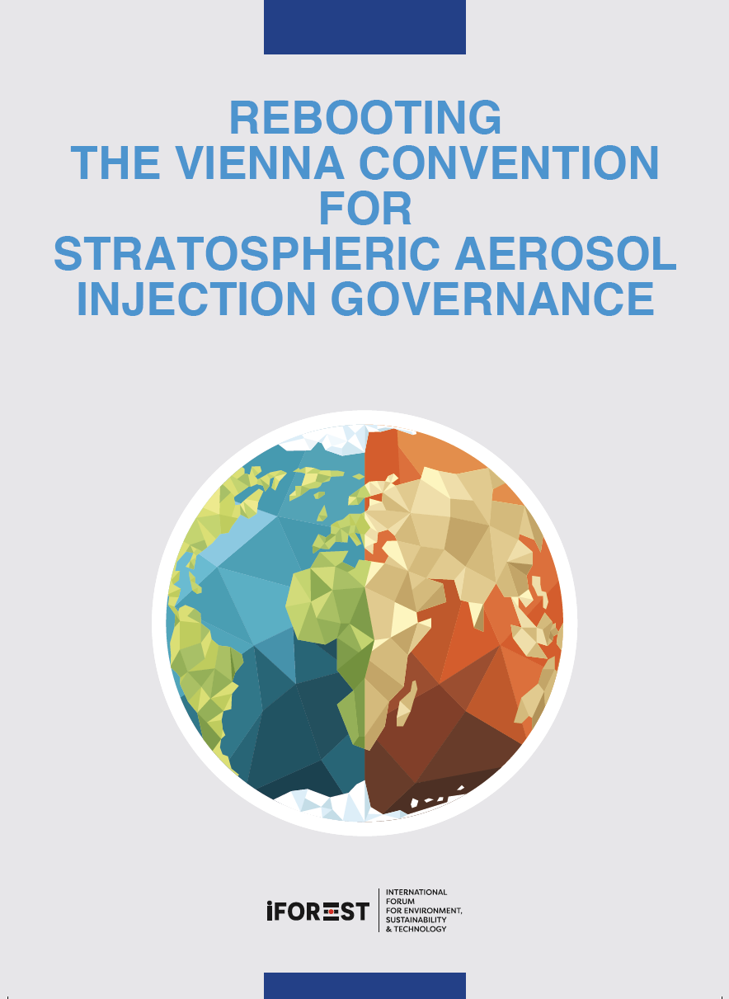 REBOOTING
THE VIENNA CONVENTION
FOR
STRATOSPHERIC AEROSOL
INJECTION GOVERNANCE
iFOREST
INTERNATIONAL
FORUM
FOR ENVIRONMENT,
SUSTAINABILITY
& TECHNOLOGY